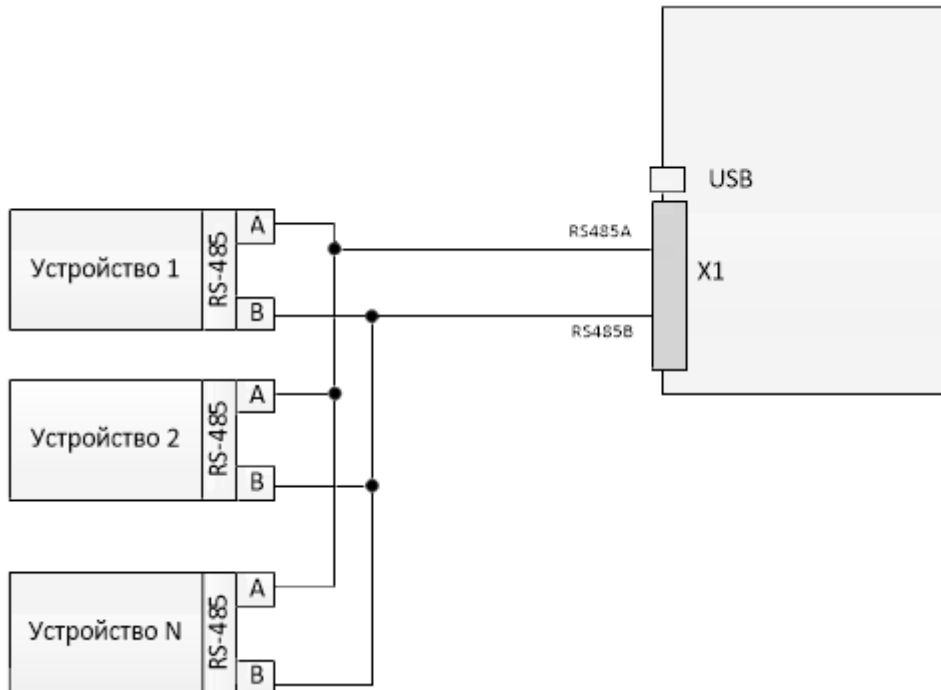 USB
RS485A
X1
RS485B
Устройство 1
RS-485
A
B
Устройство 2
RS-485
A
B
Устройство N
RS-485
A
B